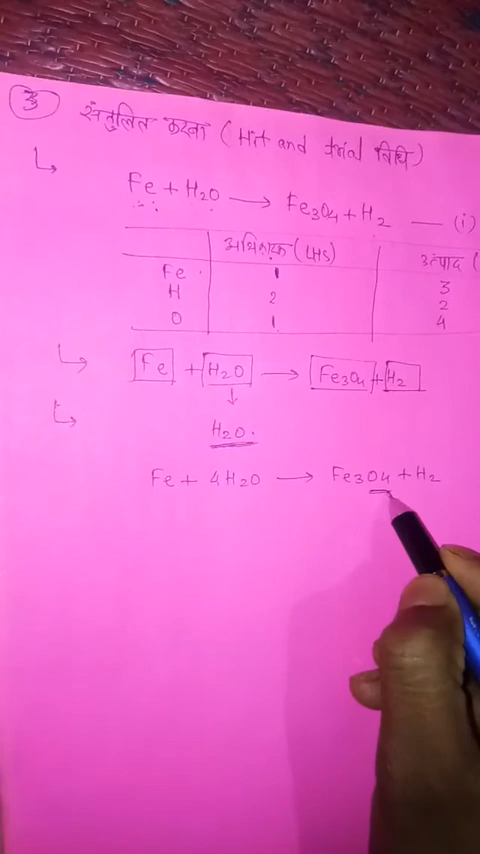 3 संतुलित करना (Hit and trial विधि)
Fe + H2O ⟶ Fe3O4 + H2 — (i)
अभिकारक (LHS) उत्पाद (
Fe 1 3
H 2 2
O 1 4
Fe + H2O ⟶ Fe3O4 + H2
H2O.
Fe + 4H2O ⟶ Fe3O4 + H2